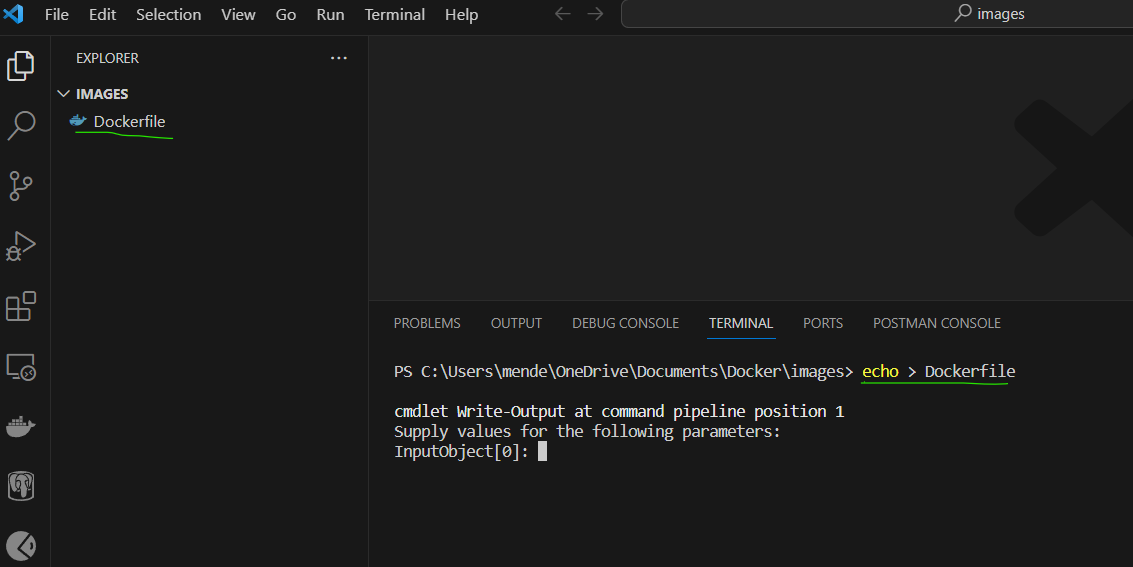 File Edit Selection View Go Run Terminal Help
images
EXPLORER ...
IMAGES
Dockerfile
PROBLEMS OUTPUT DEBUG CONSOLE TERMINAL PORTS POSTMAN CONSOLE
PS C:\Users\mende\OneDrive\Documents\Docker\images> echo > Dockerfile
cmdlet Write-Output at command pipeline position 1
Supply values for the following parameters:
InputObject[0]: